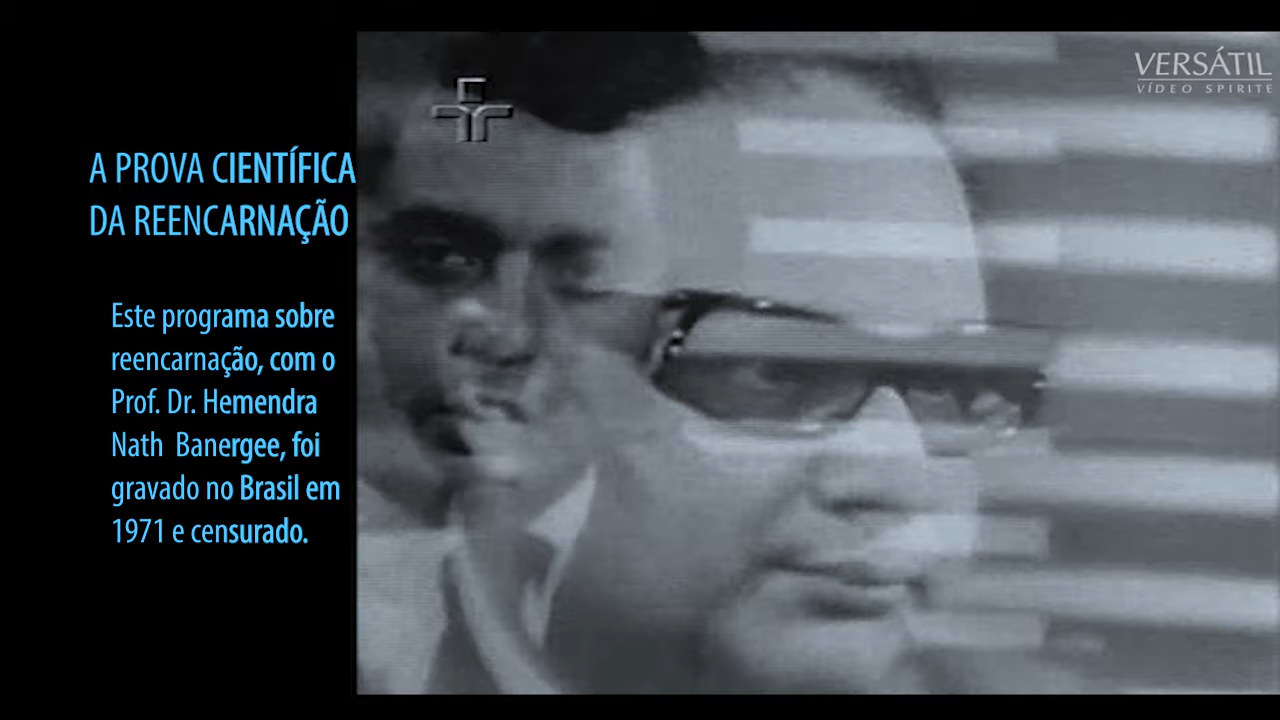 VERSÁTIL
VÍDEO SPIRITE
A PROVA CIENTÍFICA
DA REENCARNAÇÃO
Este programa sobre
reencarnação, com o
Prof. Dr. Hemendra
Nath Banergee, foi
gravado no Brasil em
1971 e censurado.